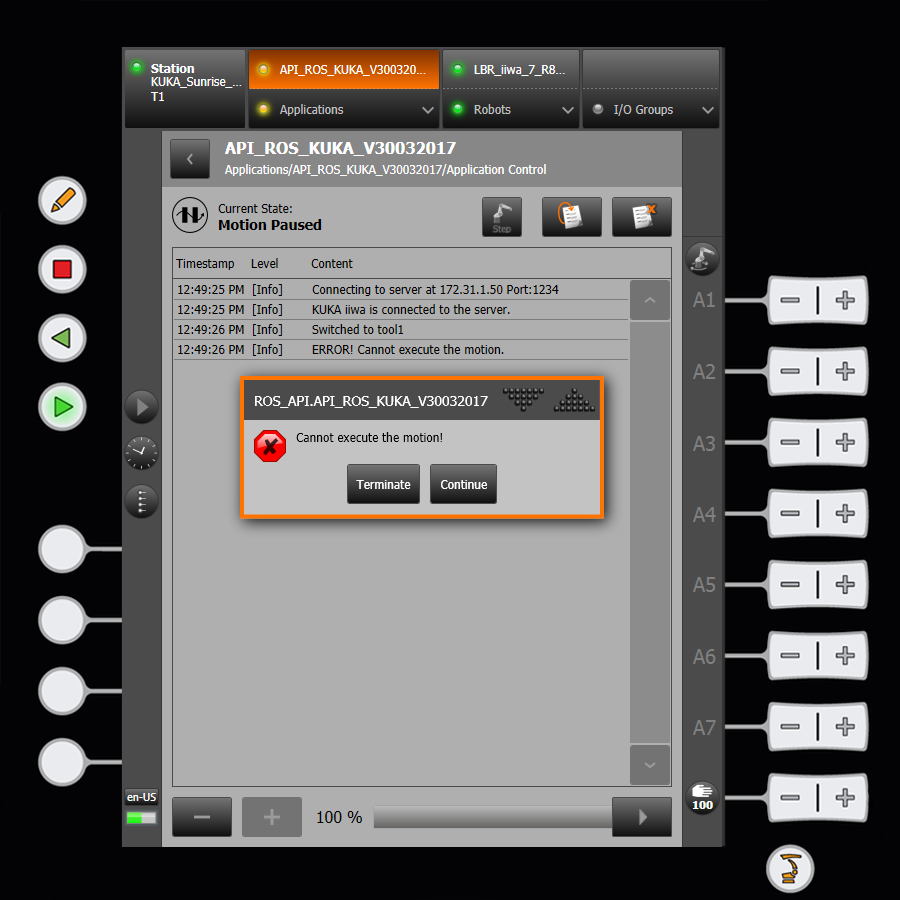 Station
KUKA_Sunrise_...
T1
API_ROS_KUKA_V300320...
LBR_iiwa_7_R8...
Applications
Robots
I/O Groups
API_ROS_KUKA_V30032017
Applications/API_ROS_KUKA_V30032017/Application Control
Current State:
Motion Paused
Step
Timestamp Level Content
12:49:25 PM [Info] Connecting to server at 172.31.1.50 Port:1234
12:49:25 PM [Info] KUKA iiwa is connected to the server.
12:49:26 PM [Info] Switched to tool1
12:49:26 PM [Info] ERROR! Cannot execute the motion.
ROS_API.API_ROS_KUKA_V30032017
Cannot execute the motion!
Terminate Continue
A1
A2
A3
A4
A5
A6
A7
en-US
100
100 %